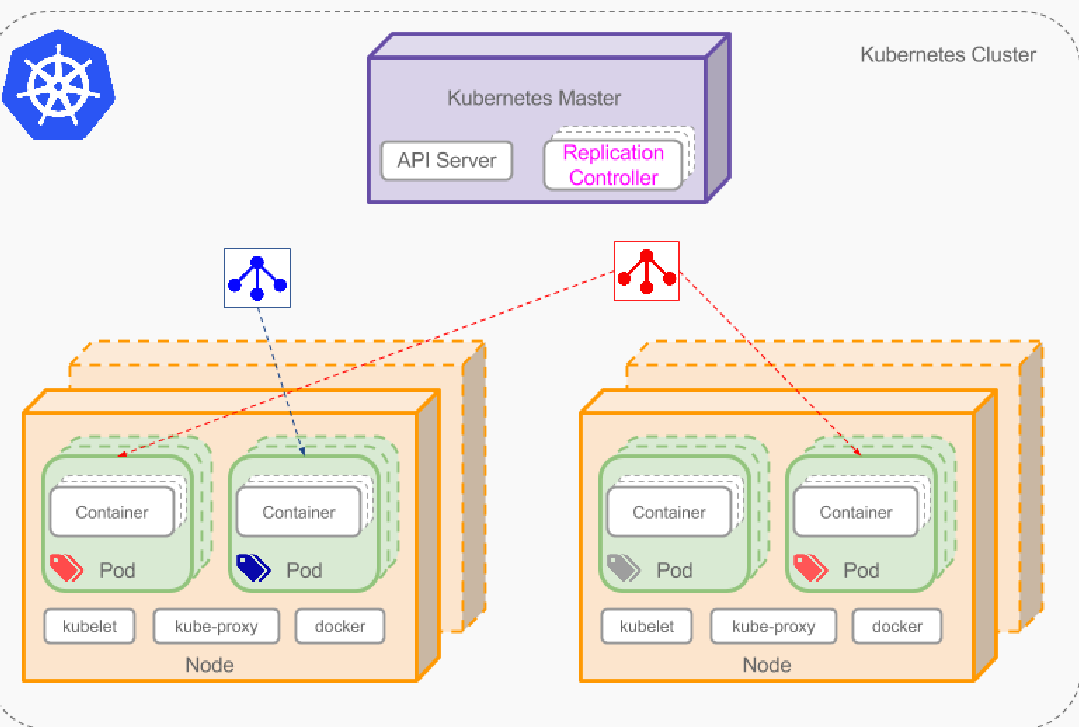 Kubernetes Cluster
Kubernetes Master
API Server
Replication
Controller
Container
Container
Container
Container
Pod
Pod
Pod
Pod
kubelet
kube-proxy
docker
kubelet
kube-proxy
docker
Node
Node